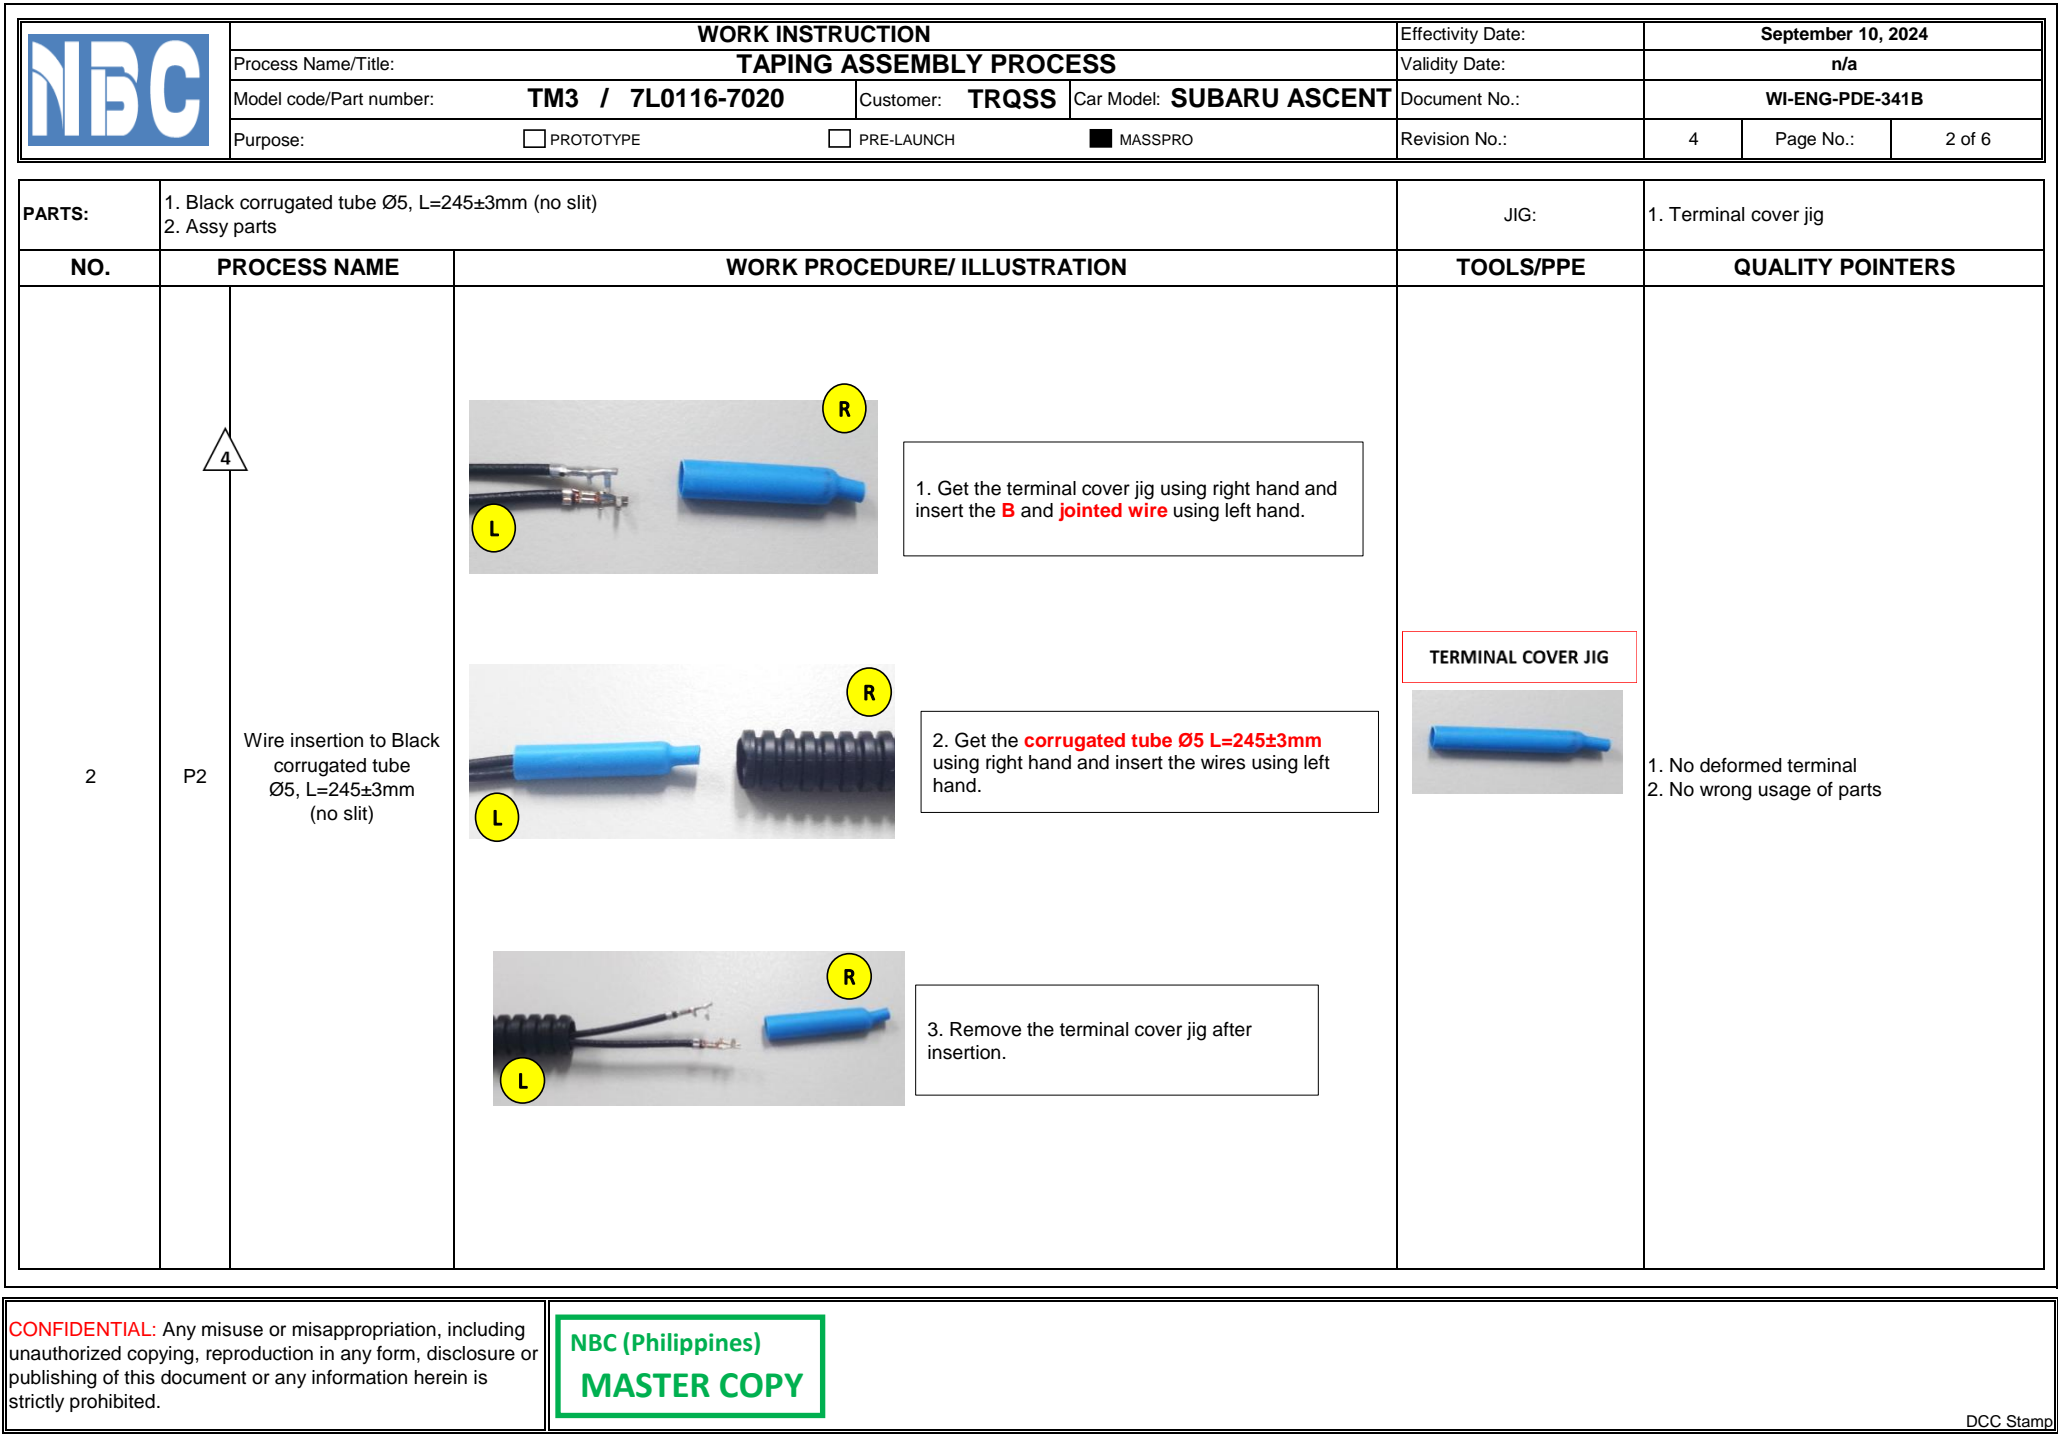 NBC
WORK INSTRUCTION
Effectivity Date:
September 10, 2024
Process Name/Title:
TAPING ASSEMBLY PROCESS
Validity Date:
n/a
Model code/Part number:
TM3 / 7L0116-7020
Customer: TRQSS
Car Model: SUBARU ASCENT
Document No.:
WI-ENG-PDE-341B
Purpose:
PROTOTYPE
PRE-LAUNCH
MASSPRO
Revision No.:
4
Page No.:
2 of 6
PARTS:
1. Black corrugated tube Ø5, L=245±3mm (no slit)
2. Assy parts
JIG:
1. Terminal cover jig
NO.
PROCESS NAME
WORK PROCEDURE/ ILLUSTRATION
TOOLS/PPE
QUALITY POINTERS
2
P2
4
Wire insertion to Black
corrugated tube
Ø5, L=245±3mm
(no slit)
R
L
1. Get the terminal cover jig using right hand and
insert the B and jointed wire using left hand.
R
L
2. Get the corrugated tube Ø5 L=245±3mm
using right hand and insert the wires using left
hand.
R
L
3. Remove the terminal cover jig after
insertion.
TERMINAL COVER JIG
1. No deformed terminal
2. No wrong usage of parts
CONFIDENTIAL: Any misuse or misappropriation, including
unauthorized copying, reproduction in any form, disclosure or
publishing of this document or any information herein is
strictly prohibited.
NBC (Philippines)
MASTER COPY
DCC Stamp